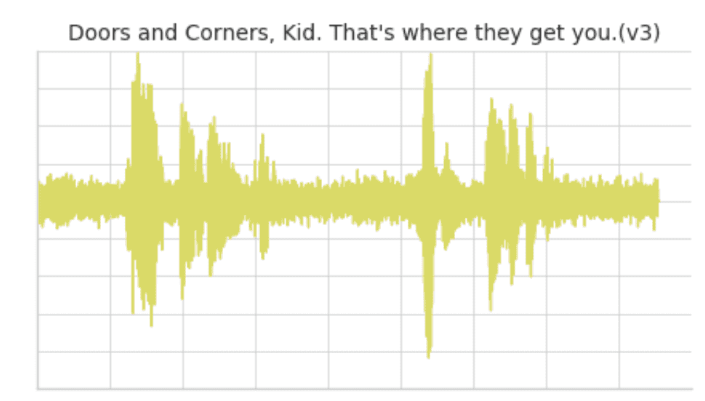 Doors and Corners, Kid. That's where they get you.(v3)